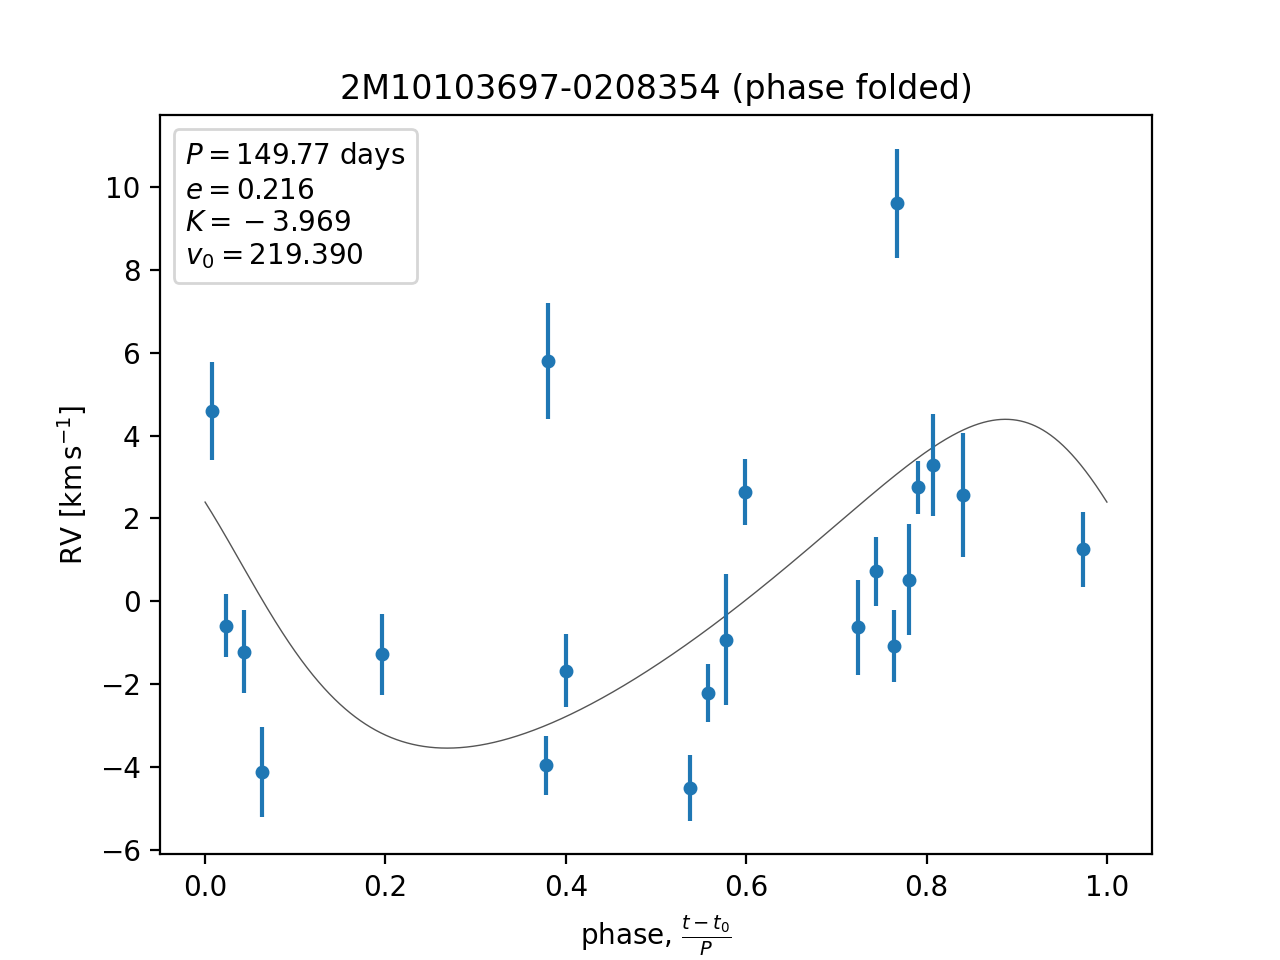 2M10103697-0208354 (phase folded)
P = 149.77 days
e = 0.216
K = −3.969
v₀ = 219.390
10
8
6
4
2
0
−2
−4
−6
RV [km s⁻¹]
0.0 0.2 0.4 0.6 0.8 1.0
phase, (t − t₀)/P